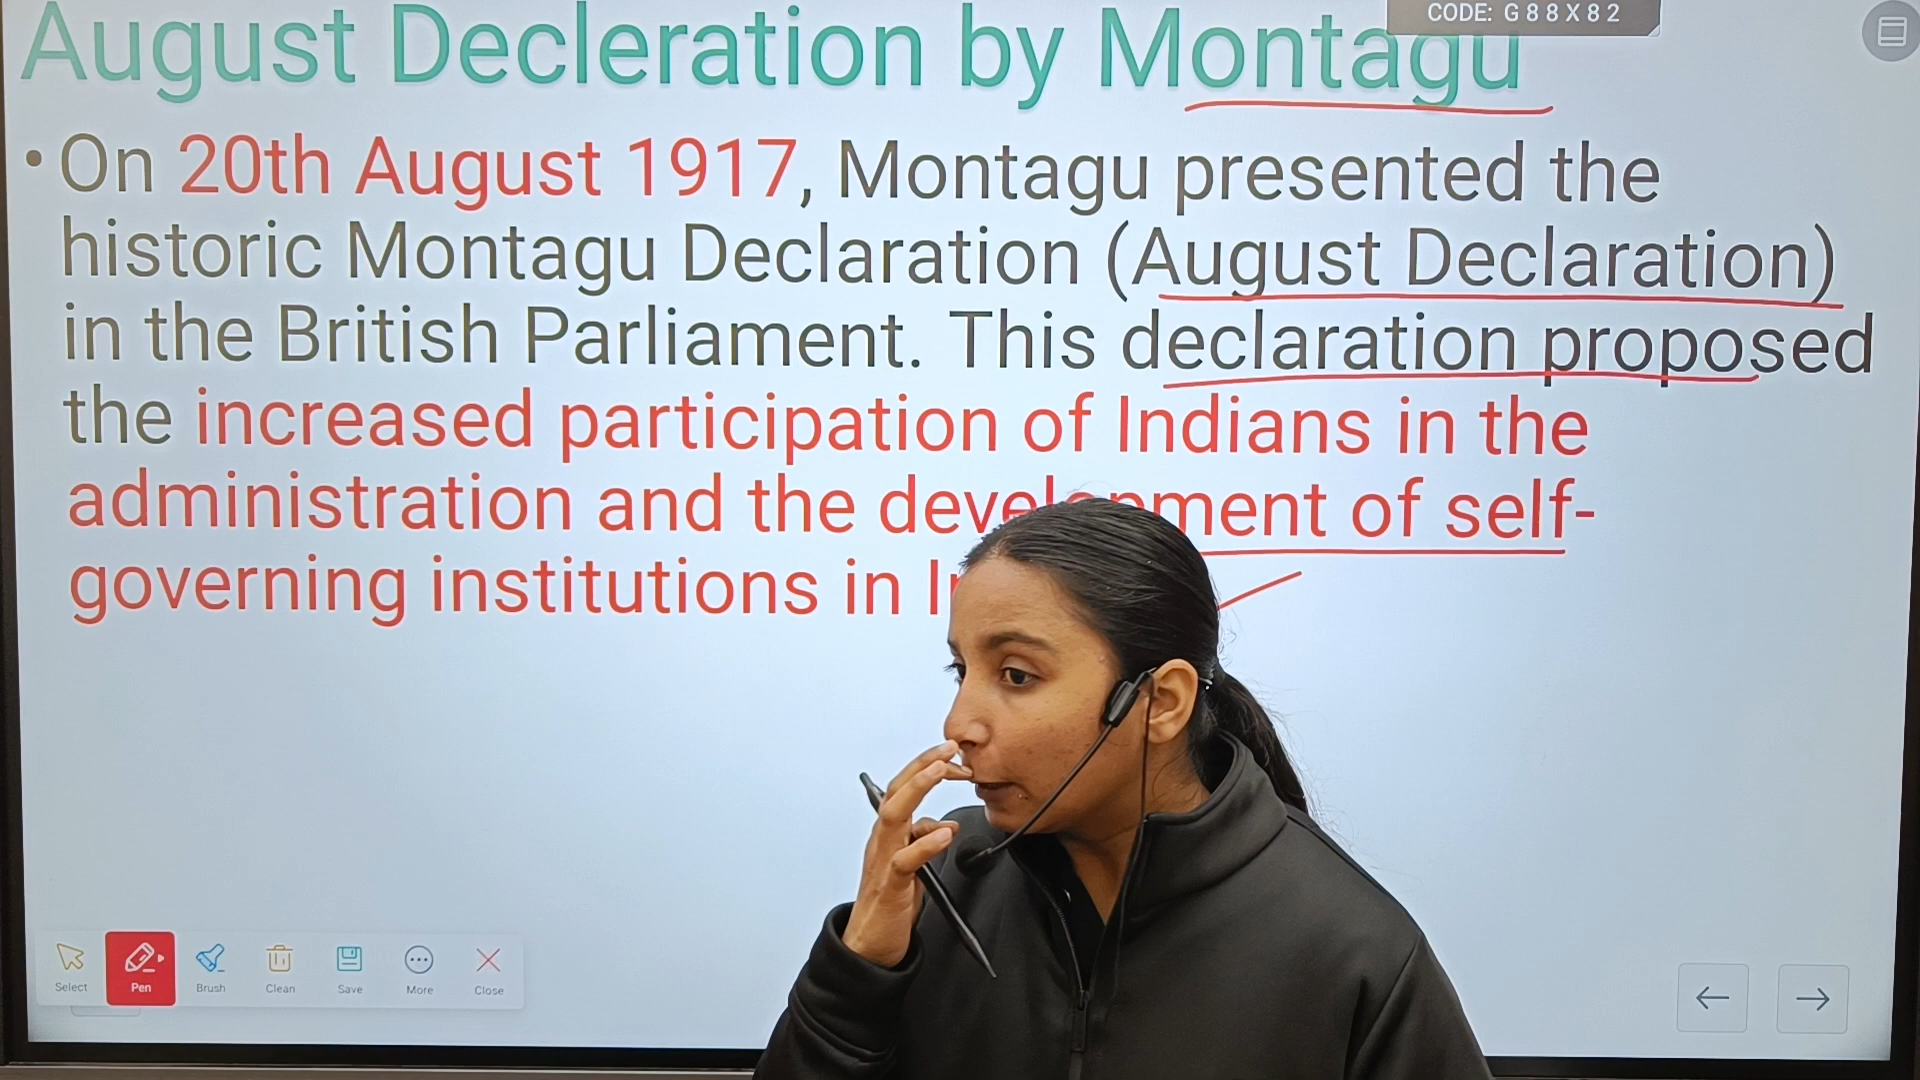 CODE: G88X82
August Decleration by Montagu
• On 20th August 1917, Montagu presented the
historic Montagu Declaration (August Declaration)
in the British Parliament. This declaration proposed
the increased participation of Indians in the
administration and the development of self-
governing institutions in
Select Pen Brush Clean Save More Close